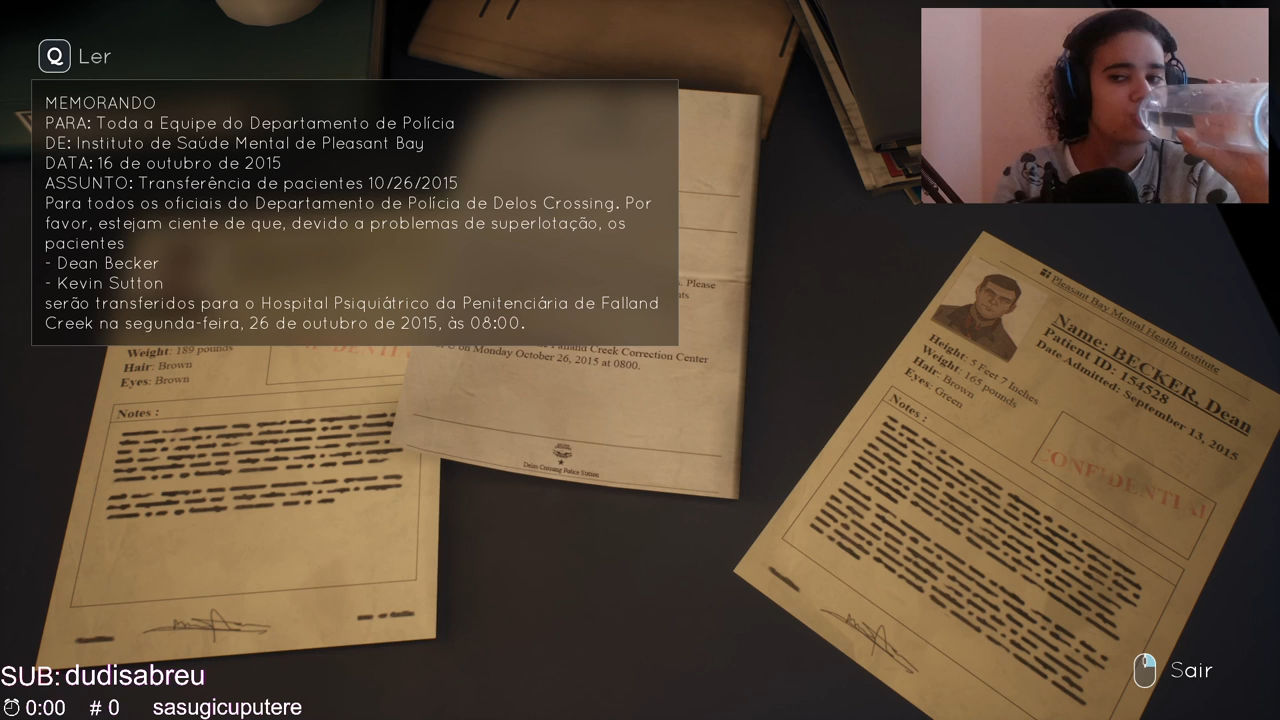 Q Ler
MEMORANDO
PARA: Toda a Equipe do Departamento de Polícia
DE: Instituto de Saúde Mental de Pleasant Bay
DATA: 16 de outubro de 2015
ASSUNTO: Transferência de pacientes 10/26/2015
Para todos os oficiais do Departamento de Polícia de Delos Crossing. Por
favor, estejam ciente de que, devido a problemas de superlotação, os
pacientes
- Dean Becker
- Kevin Sutton
serão transferidos para o Hospital Psiquiátrico da Penitenciária de Falland
Creek na segunda-feira, 26 de outubro de 2015, às 08:00.
Please
Falland Creek Correction Center
on Monday October 26, 2015 at 0800.
Delos Crossing Police Station
Weight: 189 pounds
Hair: Brown
Eyes: Brown
Notes :
Pleasant Bay Mental Health Institute
Name: BECKER, Dean
Patient ID: 154528
Date Admitted: September 13, 2015
Height: 5 Feet 7 Inches
Weight: 165 pounds
Hair: Brown
Eyes: Green
CONFIDENTIAL
Notes :
Sair
SUB: dudisabreu
0:00 # 0 sasugicuputere